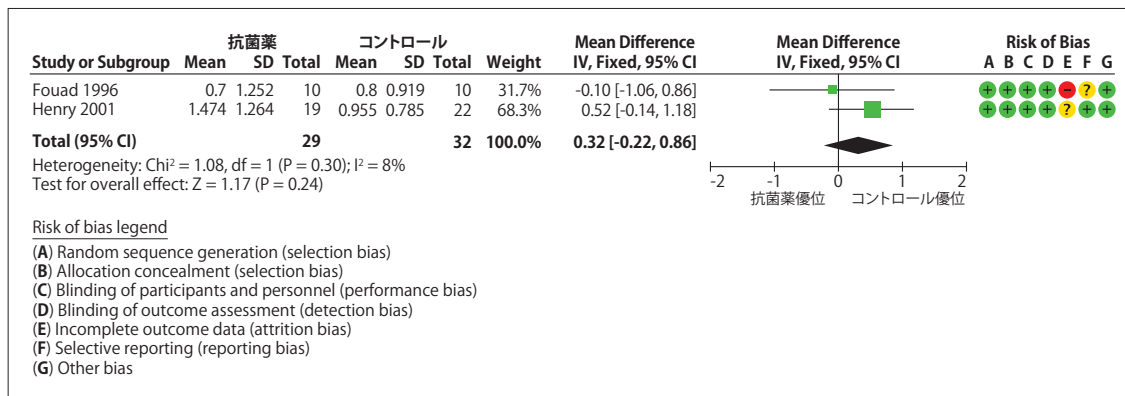 抗菌薬 コントロール Mean Difference Mean Difference Risk of Bias
Study or Subgroup Mean SD Total Mean SD Total Weight IV, Fixed, 95% CI IV, Fixed, 95% CI A B C D E F G
Fouad 1996 0.7 1.252 10 0.8 0.919 10 31.7% -0.10 [-1.06, 0.86] + + + + − ? +
Henry 2001 1.474 1.264 19 0.955 0.785 22 68.3% 0.52 [-0.14, 1.18] + + + + ? + +
Total (95% CI) 29 32 100.0% 0.32 [-0.22, 0.86]
Heterogeneity: Chi² = 1.08, df = 1 (P = 0.30); I² = 8%
Test for overall effect: Z = 1.17 (P = 0.24)
-2 -1 0 1 2
抗菌薬優位 コントロール優位
Risk of bias legend
(A) Random sequence generation (selection bias)
(B) Allocation concealment (selection bias)
(C) Blinding of participants and personnel (performance bias)
(D) Blinding of outcome assessment (detection bias)
(E) Incomplete outcome data (attrition bias)
(F) Selective reporting (reporting bias)
(G) Other bias